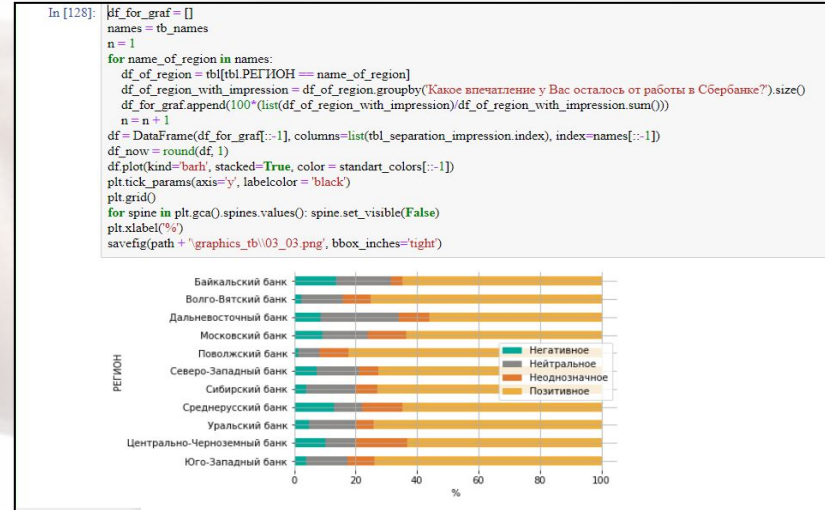 In [128]: df_for_graf = []
names = tb_names
n = 1
for name_of_region in names:
df_of_region = tbl[tbl.РЕГИОН == name_of_region]
df_of_region_with_impression = df_of_region.groupby('Какое впечатление у Вас осталось от работы в Сбербанке?').size()
df_for_graf.append(100*(list(df_of_region_with_impression)/df_of_region_with_impression.sum()))
n = n + 1
df = DataFrame(df_for_graf[::-1], columns=list(tbl_separation_impression.index), index=names[::-1])
df_now = round(df, 1)
df.plot(kind='barh', stacked=True, color = standart_colors[::-1])
plt.tick_params(axis='y', labelcolor = 'black')
plt.grid()
for spine in plt.gca().spines.values(): spine.set_visible(False)
plt.xlabel('%')
savefig(path + '\graphics_tb\\03_03.png', bbox_inches='tight')
Байкальский банк
Волго-Вятский банк
Дальневосточный банк
Московский банк
Поволжский банк
Северо-Западный банк
Сибирский банк
Среднерусский банк
Уральский банк
Центрально-Черноземный банк
Юго-Западный банк
РЕГИОН
Негативное
Нейтральное
Неоднозначное
Позитивное
0 20 40 60 80 100
%